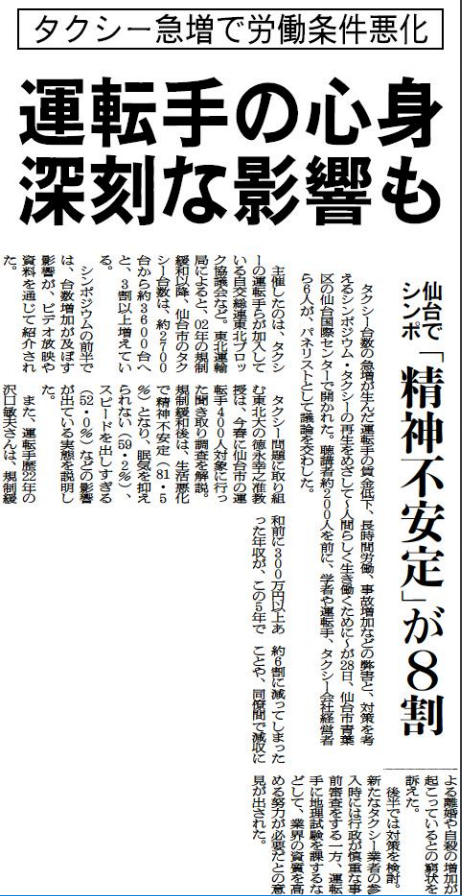 タクシー急増で労働条件悪化
運転手の心身
深刻な影響も
仙台で
シンポ
「精神不安定」が8割
タクシー台数の急増が生んだ運転手の賃金低下、長時間労働、事故増加などの弊害と、対策を考
えるシンポジウム・タクシーの再生をめざして〜人間らしく生き働くために〜が28日、仙台市青葉
区の仙台国際センターで開かれた。聴講者約200人を前に、学者や運転手、タクシー会社経営者
ら6人が、パネリストとして議論を交わした。
主催したのは、タクシ
ーの運転手らが加入して
いる自交総連東北ブロッ
ク協議会など。東北運輸
局によると、02年の規制
緩和以降、仙台市のタク
シー台数は、約2700
台から約3600台へ
と、3割以上増えてい
る。
シンポジウムの前半で
は、台数増加が及ぼす
影響が、ビデオ放映や
資料を通じて紹介され
た。
タクシー問題に取り組
む東北大の徳永幸之准教
授は、今春に仙台市の運
転手400人対象に行っ
た聞き取り調査を解説。
規制緩和後は、生活悪化
で精神不安定(81・5
%)となり、眠気を抑え
られない(59・2%)、
スピードを出しすぎる
(52・0%)などの影響
が出ている実態を説明し
た。
また、運転手歴22年の
沢口敏夫さんは、規制緩
和前に300万円以上あ
った年収が、この5年で
約6割に減ってしまった
ことや、同僚間で減収に
よる離婚や自殺の増加が
起こっているとの窮状を
訴えた。
後半では対策を検討。
新たなタクシー業者の参
入時には行政が慎重な事
前審査をする一方、運転
手に地理試験を課するな
どして、業界の資質を高
める努力が必要だとの意
見が出された。